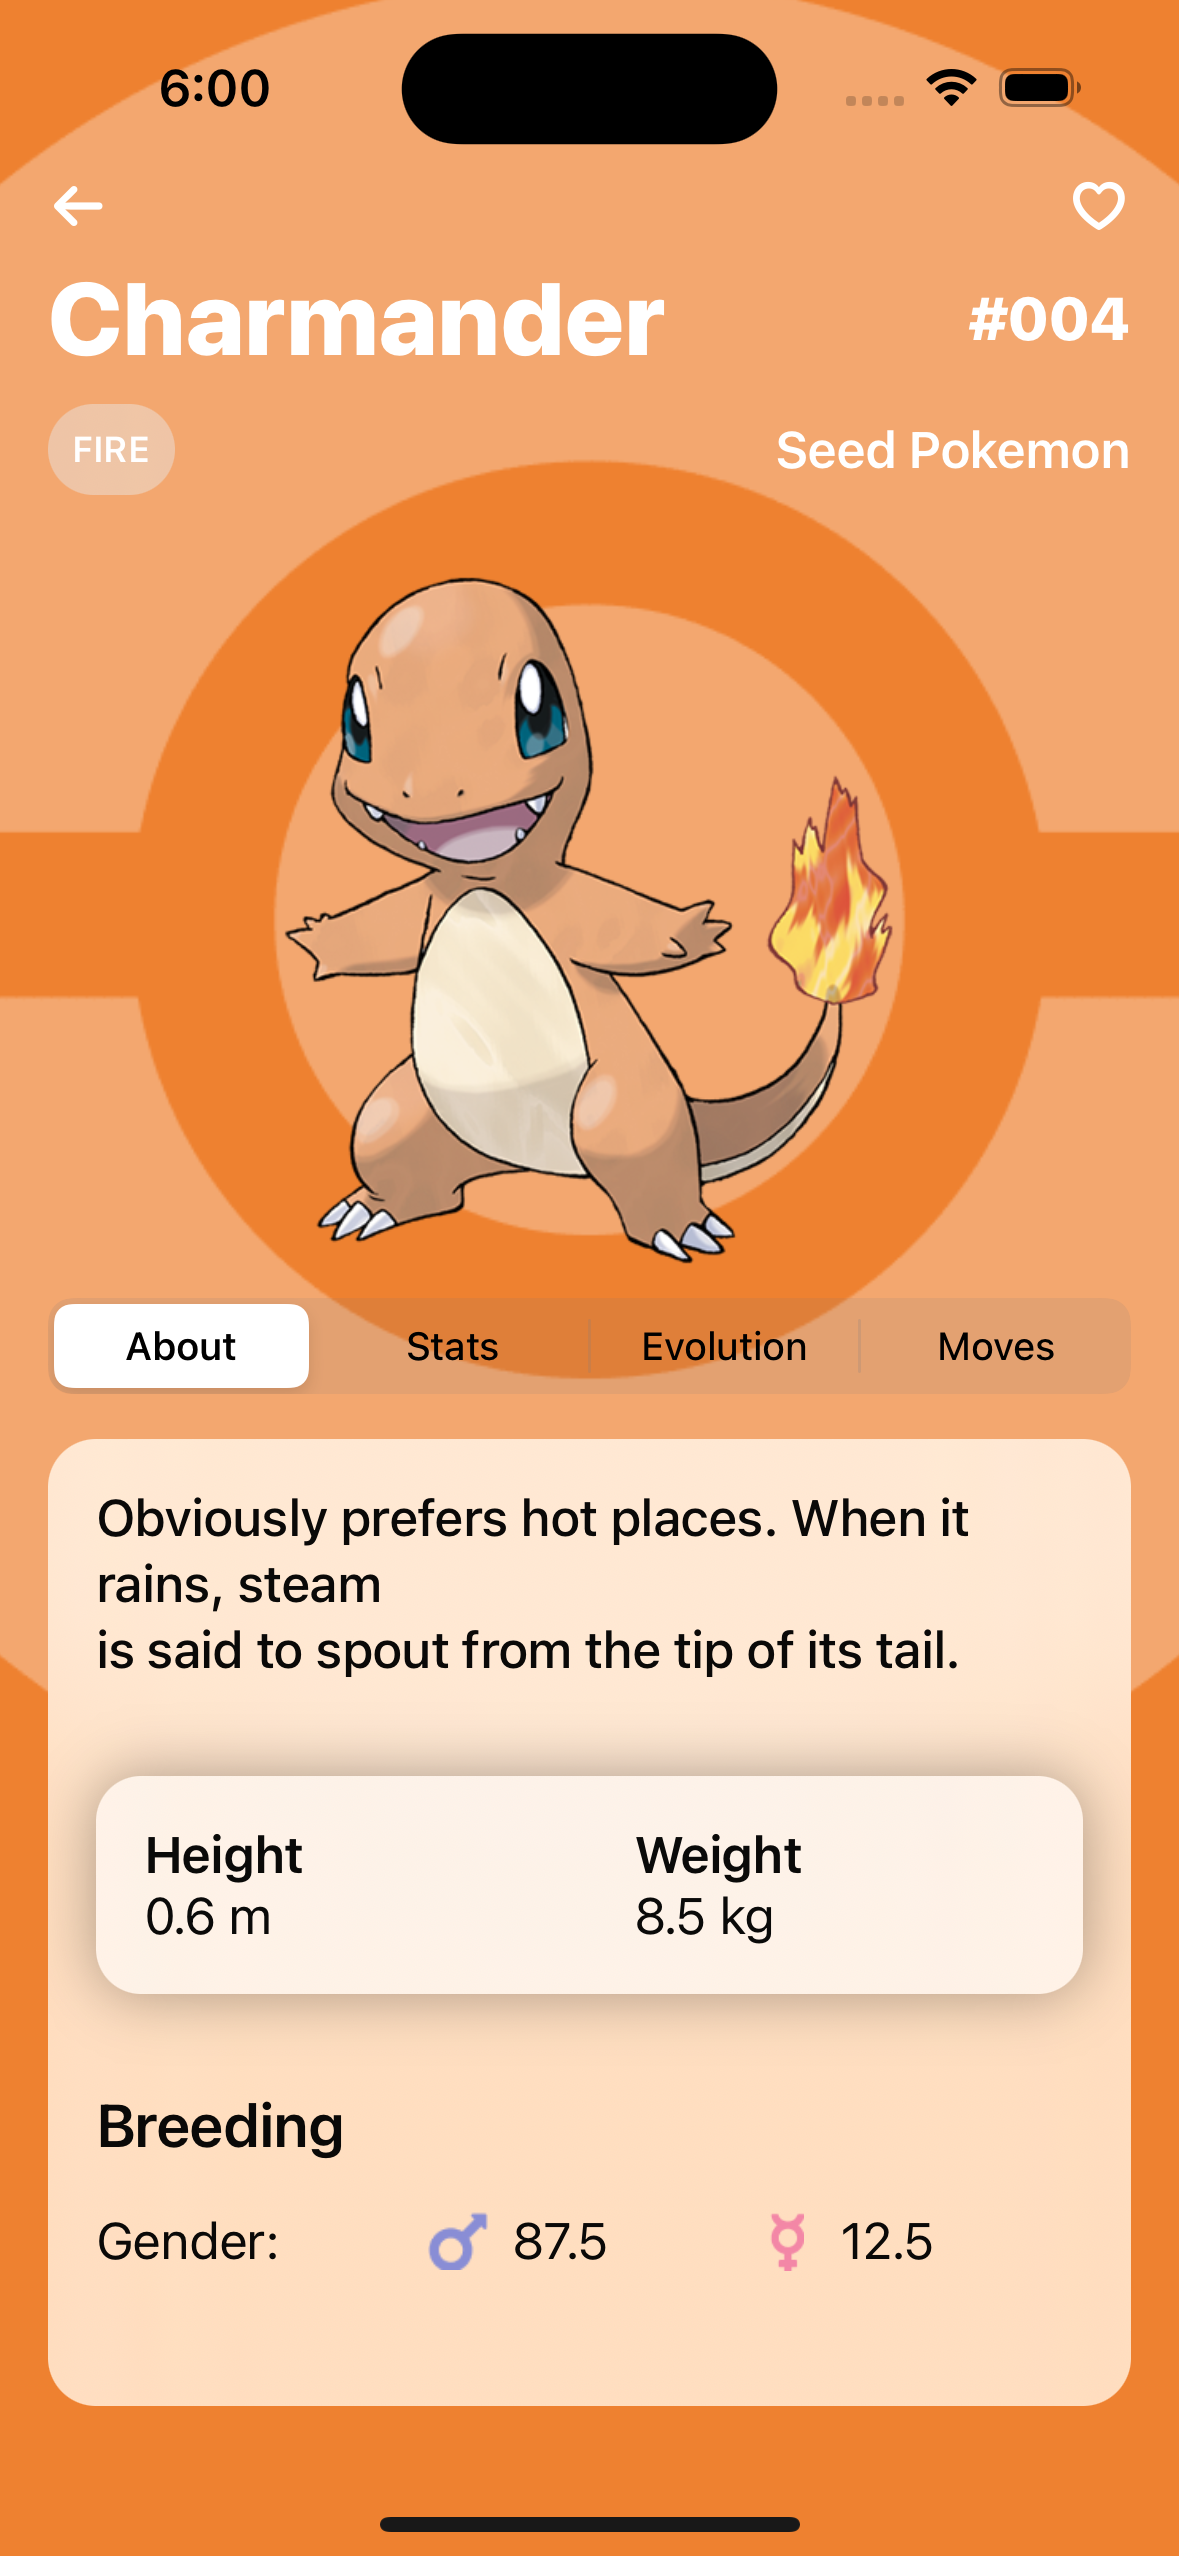 6:00
Charmander
#004
FIRE
Seed Pokemon
About
Stats
Evolution
Moves
Obviously prefers hot places. When it
rains, steam
is said to spout from the tip of its tail.
Height
Weight
0.6 m
8.5 kg
Breeding
Gender: ♂ 87.5 ☿ 12.5